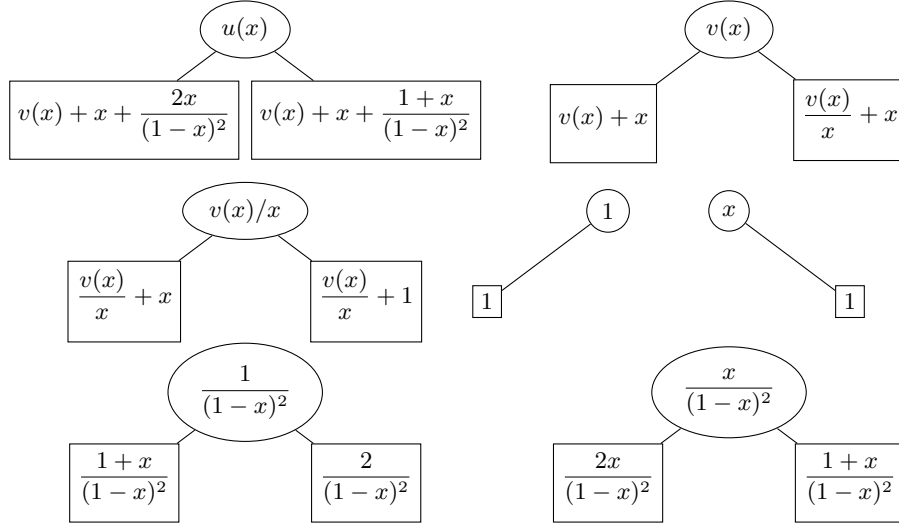 u(x) v(x)
v(x) + x + \frac{2x}{(1-x)^2} v(x) + x + \frac{1+x}{(1-x)^2} v(x) + x \frac{v(x)}{x} + x
v(x)/x 1 x
\frac{v(x)}{x} + x \frac{v(x)}{x} + 1 1 1
\frac{1}{(1-x)^2} \frac{x}{(1-x)^2}
\frac{1+x}{(1-x)^2} \frac{2}{(1-x)^2} \frac{2x}{(1-x)^2} \frac{1+x}{(1-x)^2}